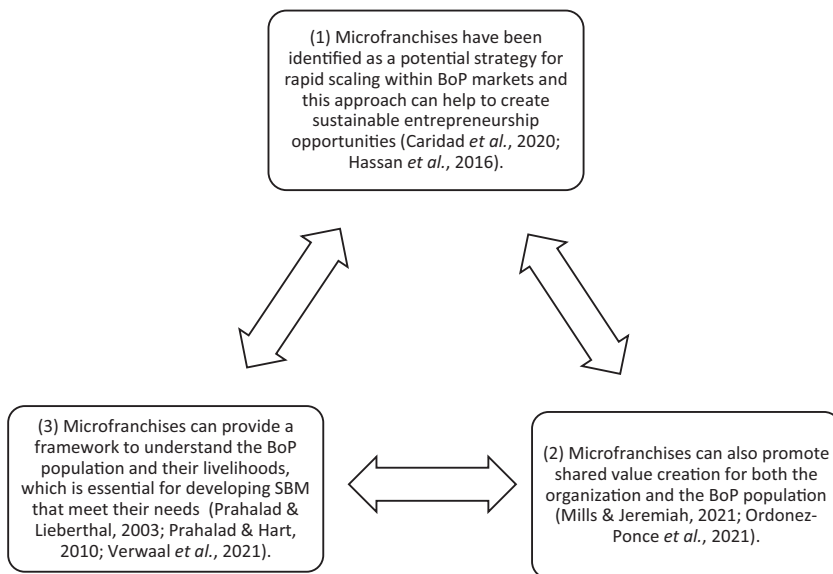 (1) Microfranchises have been
identified as a potential strategy for
rapid scaling within BoP markets and
this approach can help to create
sustainable entrepreneurship
opportunities (Caridad et al., 2020;
Hassan et al., 2016).
(3) Microfranchises can provide a
framework to understand the BoP
population and their livelihoods,
which is essential for developing SBM
that meet their needs (Prahalad &
Lieberthal, 2003; Prahalad & Hart,
2010; Verwaal et al., 2021).
(2) Microfranchises can also promote
shared value creation for both the
organization and the BoP population
(Mills & Jeremiah, 2021; Ordonez-
Ponce et al., 2021).